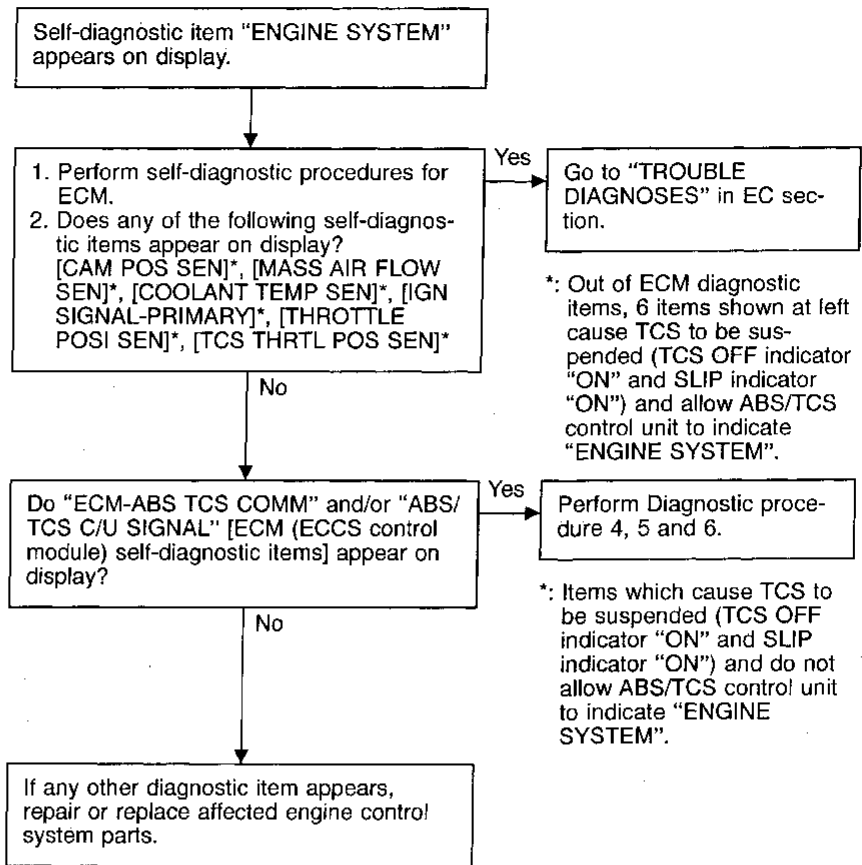 Self-diagnostic item “ENGINE SYSTEM”
appears on display.
1. Perform self-diagnostic procedures for
ECM.
2. Does any of the following self-diagnos-
tic items appear on display?
[CAM POS SEN]*, [MASS AIR FLOW
SEN]*, [COOLANT TEMP SEN]*, [IGN
SIGNAL-PRIMARY]*, [THROTTLE
POSI SEN]*, [TCS THRTL POS SEN]*
Yes
Go to “TROUBLE
DIAGNOSES” in EC sec-
tion.
*: Out of ECM diagnostic
items, 6 items shown at left
cause TCS to be sus-
pended (TCS OFF indicator
“ON” and SLIP indicator
“ON”) and allow ABS/TCS
control unit to indicate
“ENGINE SYSTEM”.
No
Do “ECM-ABS TCS COMM” and/or “ABS/
TCS C/U SIGNAL” [ECM (ECCS control
module) self-diagnostic items] appear on
display?
Yes
Perform Diagnostic proce-
dure 4, 5 and 6.
*: Items which cause TCS to
be suspended (TCS OFF
indicator “ON” and SLIP
indicator “ON”) and do not
allow ABS/TCS control unit
to indicate “ENGINE
SYSTEM”.
No
If any other diagnostic item appears,
repair or replace affected engine control
system parts.